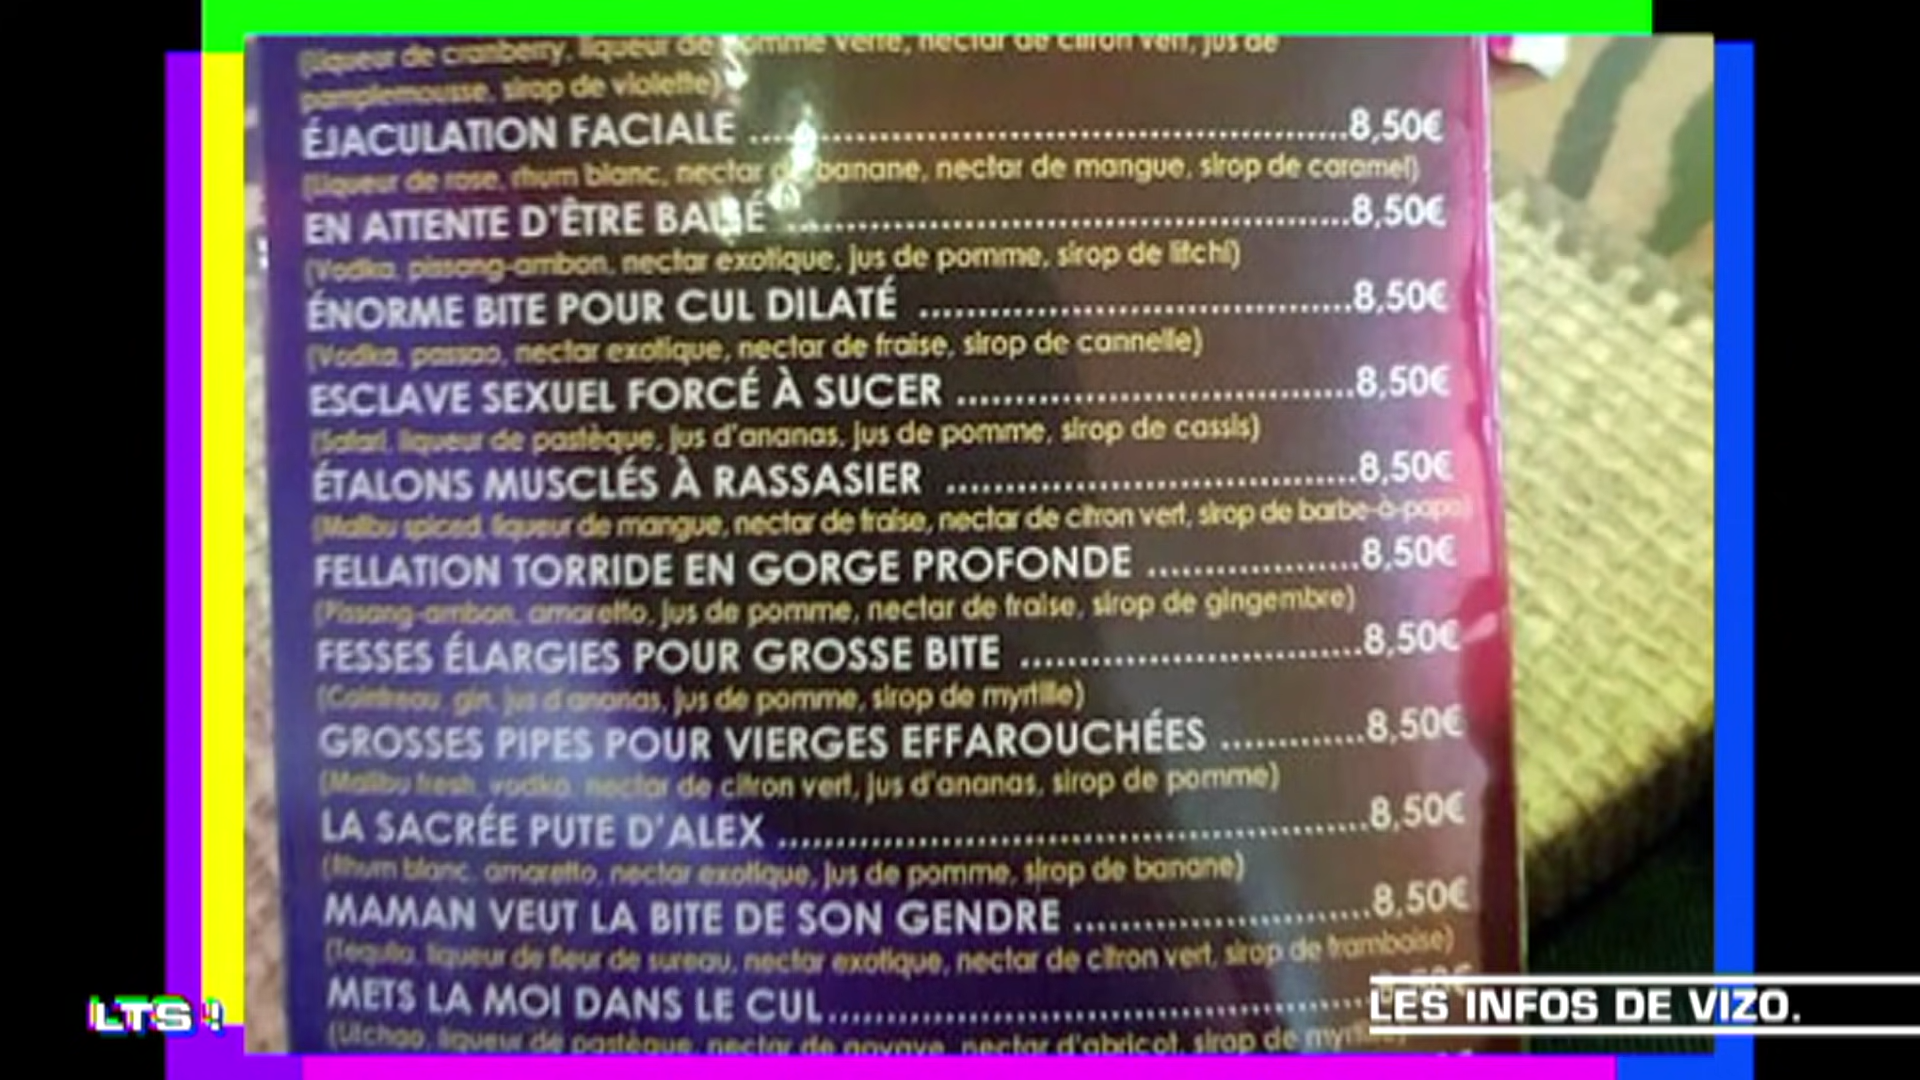 (liqueur de cranberry, liqueur de pomme verte, nectar de citron vert, jus de
pamplemousse, sirop de violette)
ÉJACULATION FACIALE ................8,50€
(Liqueur de rose, rhum blanc, nectar de banane, nectar de mangue, sirop de caramel)
EN ATTENTE D'ÊTRE BAISÉ ................8,50€
(Vodka, pissang-ambon, nectar exotique, jus de pomme, sirop de litchi)
ÉNORME BITE POUR CUL DILATÉ ................8,50€
(Vodka, passao, nectar exotique, nectar de fraise, sirop de cannelle)
ESCLAVE SEXUEL FORCÉ À SUCER ................8,50€
(Safari, liqueur de pastèque, jus d'ananas, jus de pomme, sirop de cassis)
ÉTALONS MUSCLÉS À RASSASIER ................8,50€
(Malibu spiced, liqueur de mangue, nectar de fraise, nectar de citron vert, sirop de barbe-à-papa)
FELLATION TORRIDE EN GORGE PROFONDE ................8,50€
(Pissang-ambon, amaretto, jus de pomme, nectar de fraise, sirop de gingembre)
FESSES ÉLARGIES POUR GROSSE BITE ................8,50€
(Cointreau, gin, jus d'ananas, jus de pomme, sirop de myrtille)
GROSSES PIPES POUR VIERGES EFFAROUCHÉES ............8,50€
(Malibu fresh, vodka, nectar de citron vert, jus d'ananas, sirop de pomme)
LA SACRÉE PUTE D'ALEX ................8,50€
(Rhum blanc, amaretto, nectar exotique, jus de pomme, sirop de banane)
MAMAN VEUT LA BITE DE SON GENDRE ................8,50€
(Tequila, liqueur de fleur de sureau, nectar exotique, nectar de citron vert, sirop de framboise)
METS LA MOI DANS LE CUL................
(liqueur de pastèque, nectar de goyave, nectar d'abricot, sirop de
LTS !
LES INFOS DE VIZO.